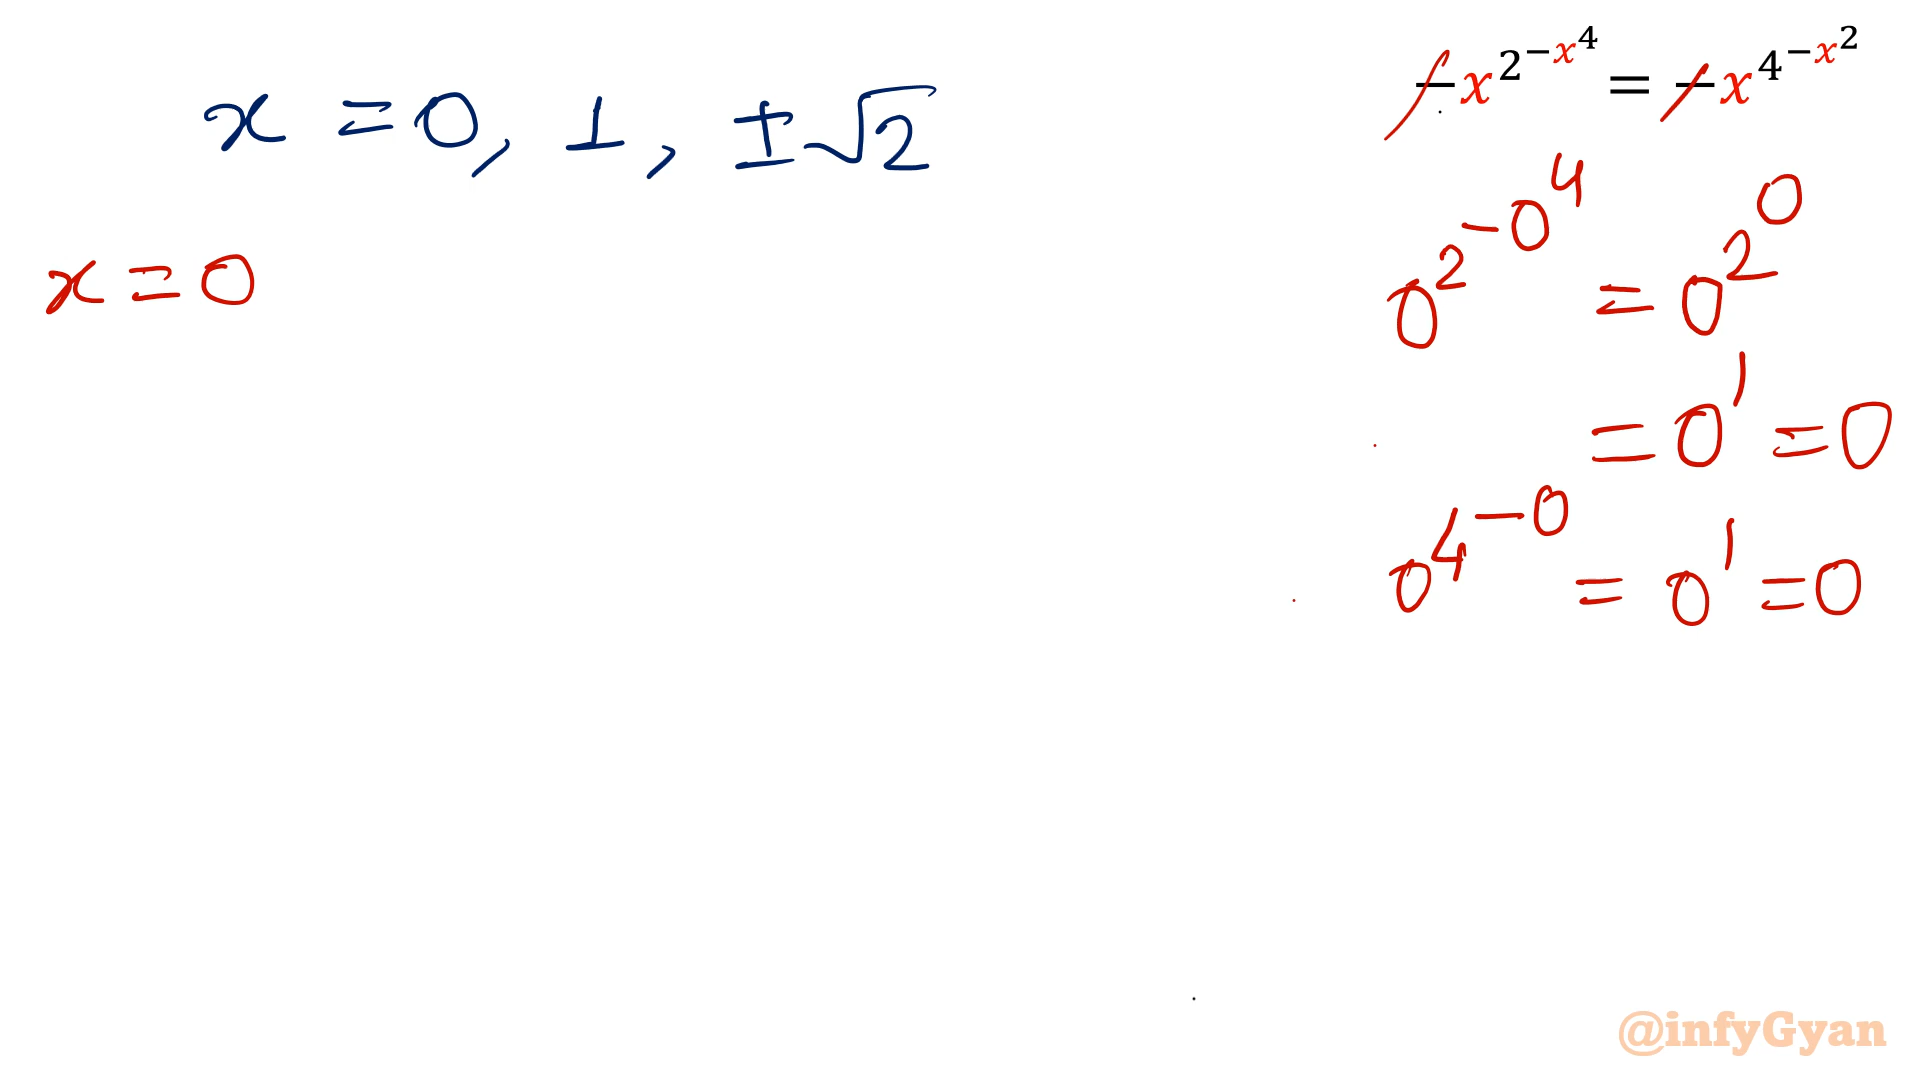 x = 0, 1, ±√2
-x^{2^{-x^4}} = -x^{4^{-x^2}}
x = 0
0^{2^{-0^4}} = 0^{2^0}
= 0^1 = 0
0^{4^{-0}} = 0^1 = 0
@infyGyan